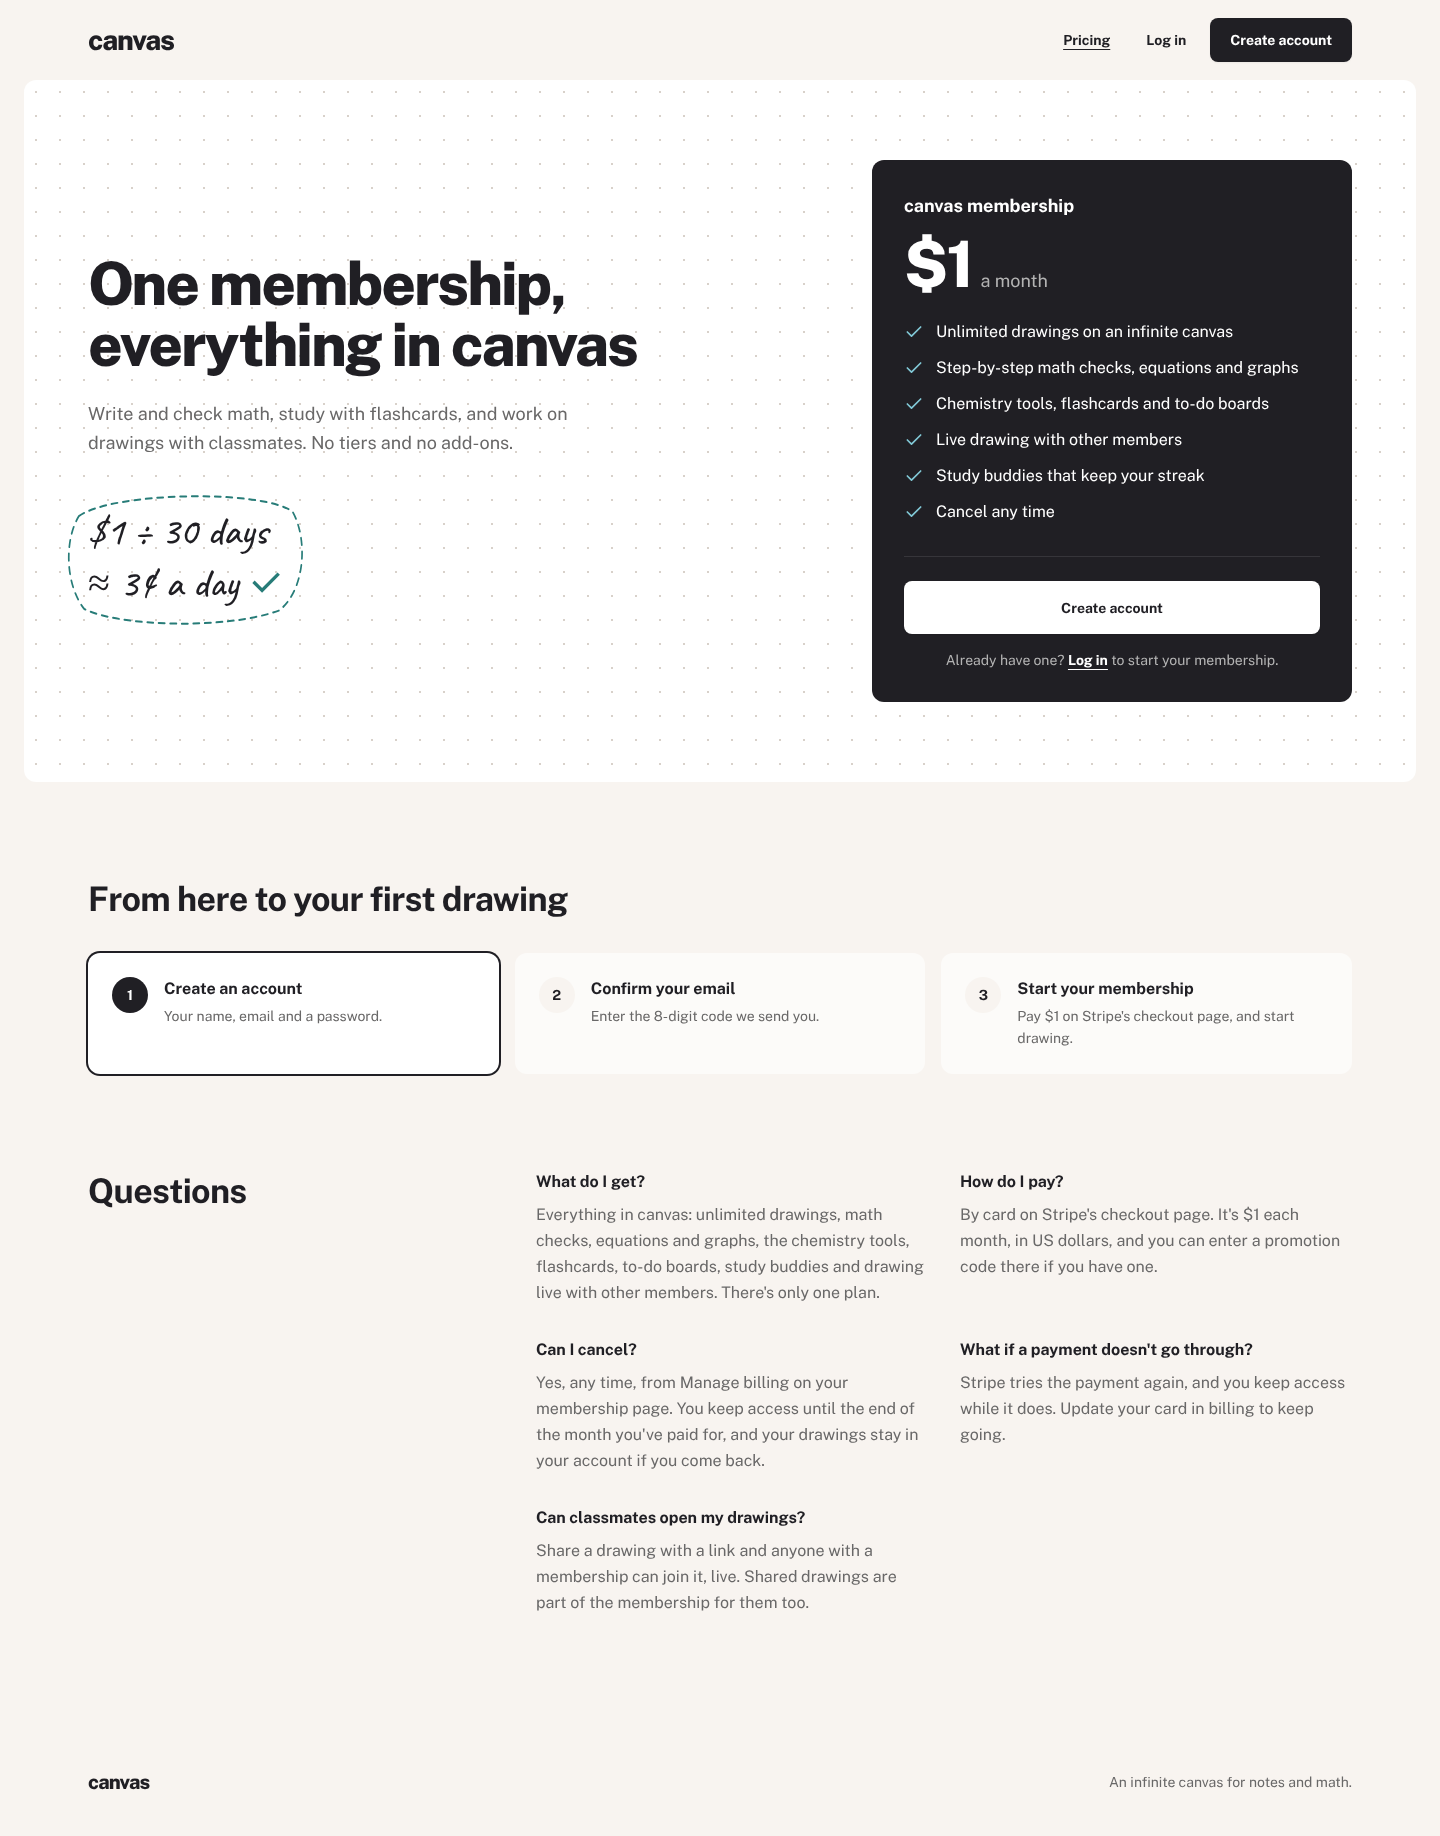 canvas
Pricing
Log in
Create account
One membership,
everything in canvas
Write and check math, study with flashcards, and work on
drawings with classmates. No tiers and no add-ons.
$1 ÷ 30 days
≈ 3¢ a day
canvas membership
$1 a month
Unlimited drawings on an infinite canvas
Step-by-step math checks, equations and graphs
Chemistry tools, flashcards and to-do boards
Live drawing with other members
Study buddies that keep your streak
Cancel any time
Create account
Already have one? Log in to start your membership.
From here to your first drawing
1
Create an account
Your name, email and a password.
2
Confirm your email
Enter the 8-digit code we send you.
3
Start your membership
Pay $1 on Stripe's checkout page, and start
drawing.
Questions
What do I get?
Everything in canvas: unlimited drawings, math
checks, equations and graphs, the chemistry tools,
flashcards, to-do boards, study buddies and drawing
live with other members. There's only one plan.
How do I pay?
By card on Stripe's checkout page. It's $1 each
month, in US dollars, and you can enter a promotion
code there if you have one.
Can I cancel?
Yes, any time, from Manage billing on your
membership page. You keep access until the end of
the month you've paid for, and your drawings stay in
your account if you come back.
What if a payment doesn't go through?
Stripe tries the payment again, and you keep access
while it does. Update your card in billing to keep
going.
Can classmates open my drawings?
Share a drawing with a link and anyone with a
membership can join it, live. Shared drawings are
part of the membership for them too.
canvas
An infinite canvas for notes and math.